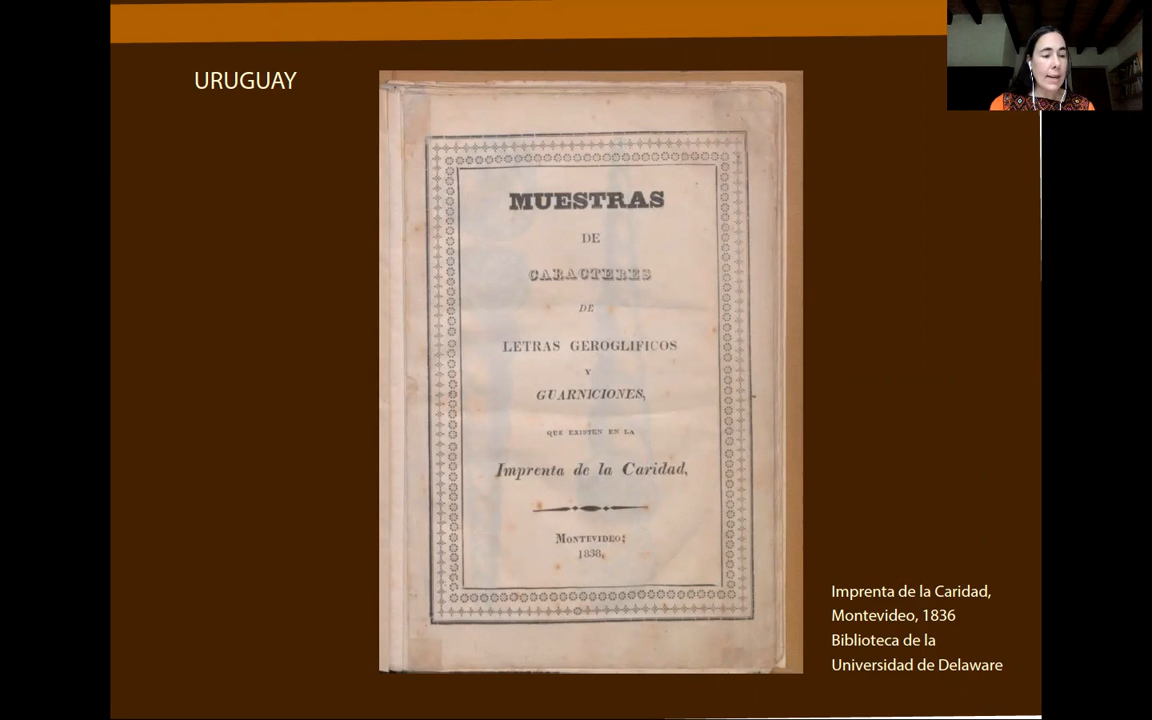 URUGUAY
MUESTRAS
DE
CARACTERES
DE
LETRAS GEROGLIFICOS
Y
GUARNICIONES,
QUE EXISTEN EN LA
Imprenta de la Caridad,
MONTEVIDEO:
1838.
Imprenta de la Caridad,
Montevideo, 1836
Biblioteca de la
Universidad de Delaware